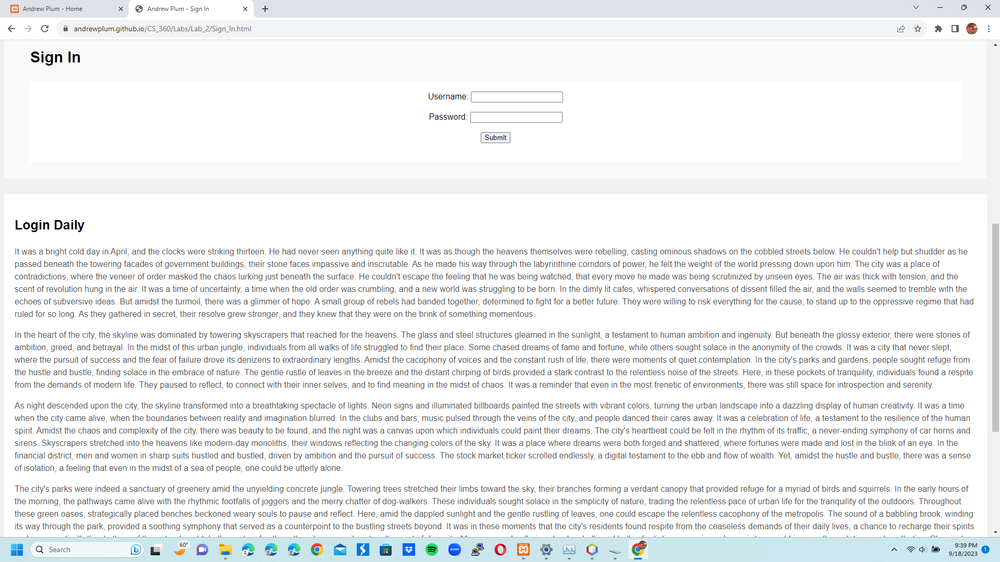 Andrew Plum - Home
Andrew Plum - Sign In
andrewplum.github.io/CS_360/Labs/Lab_2/Sign_In.html
Sign In
Username:
Password:
Submit
Login Daily
It was a bright cold day in April, and the clocks were striking thirteen. He had never seen anything quite like it. It was as though the heavens themselves were rebelling, casting ominous shadows on the cobbled streets below. He couldn't help but shudder as he
passed beneath the towering facades of government buildings, their stone faces impassive and inscrutable. As he made his way through the labyrinthine corridors of power, he felt the weight of the world pressing down upon him. The city was a place of
contradictions, where the veneer of order masked the chaos lurking just beneath the surface. He couldn't escape the feeling that he was being watched, that every move he made was being scrutinized by unseen eyes. The air was thick with tension, and the
scent of revolution hung in the air. It was a time of uncertainty, a time when the old order was crumbling, and a new world was struggling to be born. In the dimly lit cafes, whispered conversations of dissent filled the air, and the walls seemed to tremble with the
echoes of subversive ideas. But amidst the turmoil, there was a glimmer of hope. A small group of rebels had banded together, determined to fight for a better future. They were willing to risk everything for the cause, to stand up to the oppressive regime that had
ruled for so long. As they gathered in secret, their resolve grew stronger, and they knew that they were on the brink of something momentous.
In the heart of the city, the skyline was dominated by towering skyscrapers that reached for the heavens. The glass and steel structures gleamed in the sunlight, a testament to human ambition and ingenuity. But beneath the glossy exterior, there were stories of
ambition, greed, and betrayal. In the midst of this urban jungle, individuals from all walks of life struggled to find their place. Some chased dreams of fame and fortune, while others sought solace in the anonymity of the crowds. It was a city that never slept,
where the pursuit of success and the fear of failure drove its denizens to extraordinary lengths. Amidst the cacophony of voices and the constant rush of life, there were moments of quiet contemplation. In the city's parks and gardens, people sought refuge from
the hustle and bustle, finding solace in the embrace of nature. The gentle rustle of leaves in the breeze and the distant chirping of birds provided a stark contrast to the relentless noise of the streets. Here, in these pockets of tranquility, individuals found a respite
from the demands of modern life. They paused to reflect, to connect with their inner selves, and to find meaning in the midst of chaos. It was a reminder that even in the most frenetic of environments, there was still space for introspection and serenity.
As night descended upon the city, the skyline transformed into a breathtaking spectacle of lights. Neon signs and illuminated billboards painted the streets with vibrant colors, turning the urban landscape into a dazzling display of human creativity. It was a time
when the city came alive, when the boundaries between reality and imagination blurred. In the clubs and bars, music pulsed through the veins of the city, and people danced their cares away. It was a celebration of life, a testament to the resilience of the human
spirit. Amidst the chaos and complexity of the city, there was beauty to be found, and the night was a canvas upon which individuals could paint their dreams. The city's heartbeat could be felt in the rhythm of its traffic, a never-ending symphony of car horns and
sirens. Skyscrapers stretched into the heavens like modern-day monoliths, their windows reflecting the changing colors of the sky. It was a place where dreams were both forged and shattered, where fortunes were made and lost in the blink of an eye. In the
financial district, men and women in sharp suits hustled and bustled, driven by ambition and the pursuit of success. The stock market ticker scrolled endlessly, a digital testament to the ebb and flow of wealth. Yet, amidst the hustle and bustle, there was a sense
of isolation, a feeling that even in the midst of a sea of people, one could be utterly alone.
The city's parks were indeed a sanctuary of greenery amid the unyielding concrete jungle. Towering trees stretched their limbs toward the sky, their branches forming a verdant canopy that provided refuge for a myriad of birds and squirrels. In the early hours of
the morning, the pathways came alive with the rhythmic footfalls of joggers and the merry chatter of dog-walkers. These individuals sought solace in the simplicity of nature, trading the relentless pace of urban life for the tranquility of the outdoors. Throughout
these green oases, strategically placed benches beckoned weary souls to pause and reflect. Here, amid the dappled sunlight and the gentle rustling of leaves, one could escape the relentless cacophony of the metropolis. The sound of a babbling brook, winding
its way through the park, provided a soothing symphony that served as a counterpoint to the bustling streets beyond. It was in these moments that the city's residents found respite from the ceaseless demands of their daily lives, a chance to recharge their spirits
Search
60°
zoom
9:39 PM
9/18/2023
1